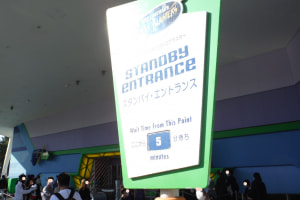 STANDBY
ENTRANCE
スタンバイ・エントランス
Wait Time From This Point
ここから 5 分待ち
minutes